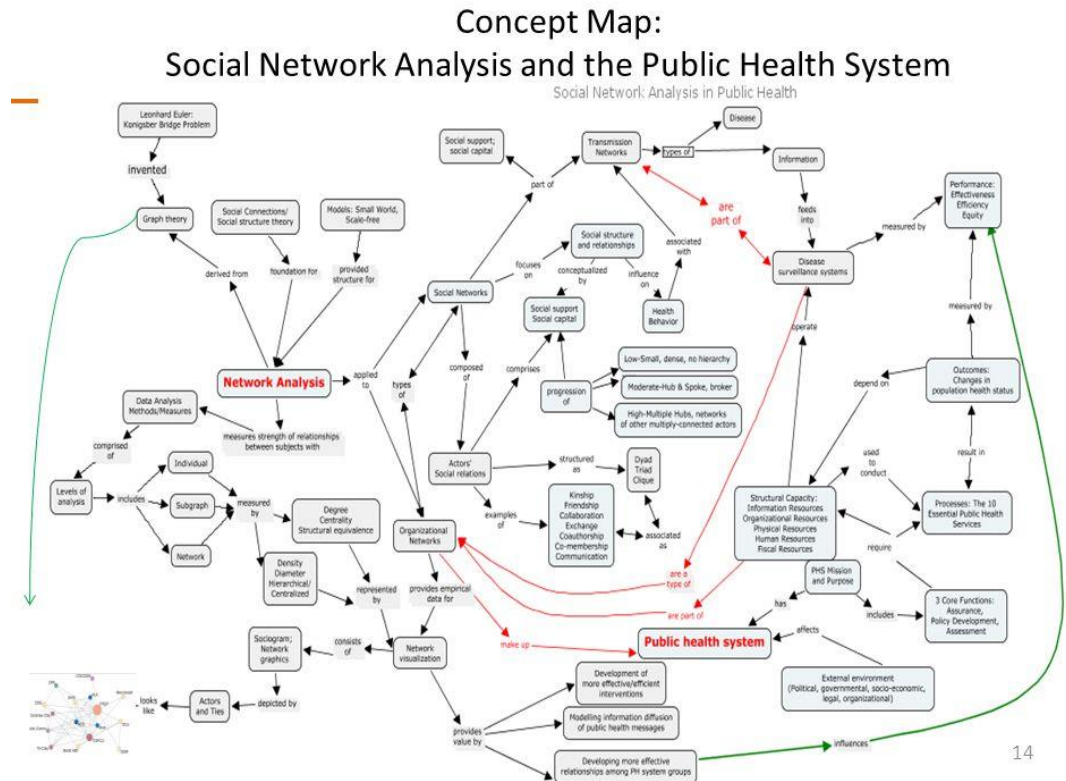 Concept Map:
Social Network Analysis and the Public Health System
Social Network Analysis in Public Health
Leonhard Euler:
Konigsber Bridge Problem
invented
Graph theory
Social Connections/
Social structure theory
Models: Small World,
Scale-free
derived from
foundation for
provided
structure for
Network Analysis
applied
to
Social support;
social capital
part of
Transmission
Networks
types of
Disease
Information
feeds
into
are
part of
Disease
surveillance systems
measured by
Performance:
Effectiveness
Efficiency
Equity
Social Networks
focuses
on
Social structure
and relationships
conceptualized
by
influence
on
associated
with
Health
Behavior
Social support
Social capital
operate
measured by
types
of
composed
of
comprises
progression
of
Low-Small, dense, no hierarchy
Moderate-Hub & Spoke, broker
High-Multiple Hubs, networks
of other multiply-connected actors
depend on
Outcomes:
Changes in
population health status
result in
Data Analysis
Methods/Measures
measures strength of relationships
between subjects with
comprised
of
Levels of
analysis
includes
Individual
Subgraph
Network
measured
by
Degree
Centrality
Structural equivalence
Density
Diameter
Hierarchical/
Centralized
represented
by
Actors'
Social relations
structured
as
Dyad
Triad
Clique
examples
of
Kinship
Friendship
Collaboration
Exchange
Coauthorship
Co-membership
Communication
associated
as
used
to
conduct
Structural Capacity:
Information Resources
Organizational Resources
Physical Resources
Human Resources
Fiscal Resources
Processes: The 10
Essential Public Health
Services
require
Organizational
Networks
provides empirical
data for
are a
type of
are part of
make up
PHS Mission
and Purpose
has
includes
3 Core Functions:
Assurance,
Policy Development,
Assessment
Public health system
affects
External environment
(Political, governmental, socio-economic,
legal, organizational)
Network
visualization
consists
of
Sociogram;
Network
graphics
depicted by
Actors
and Ties
looks
like
provides
value by
Development of
more effective/efficient
interventions
Modelling information diffusion
of public health messages
Developing more effective
relationships among PH system groups
influences
14